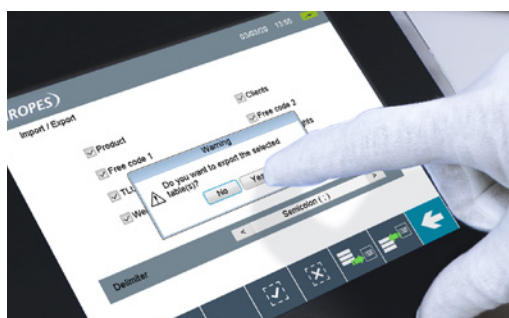 03/03/20 13:55
ROPES)
Import / Export
Product
Clients
Free code 1
Free code 2
Warning
Do you want to export the selected
table(s)?
No
Delimiter
<
Semicolon ( ; )
>